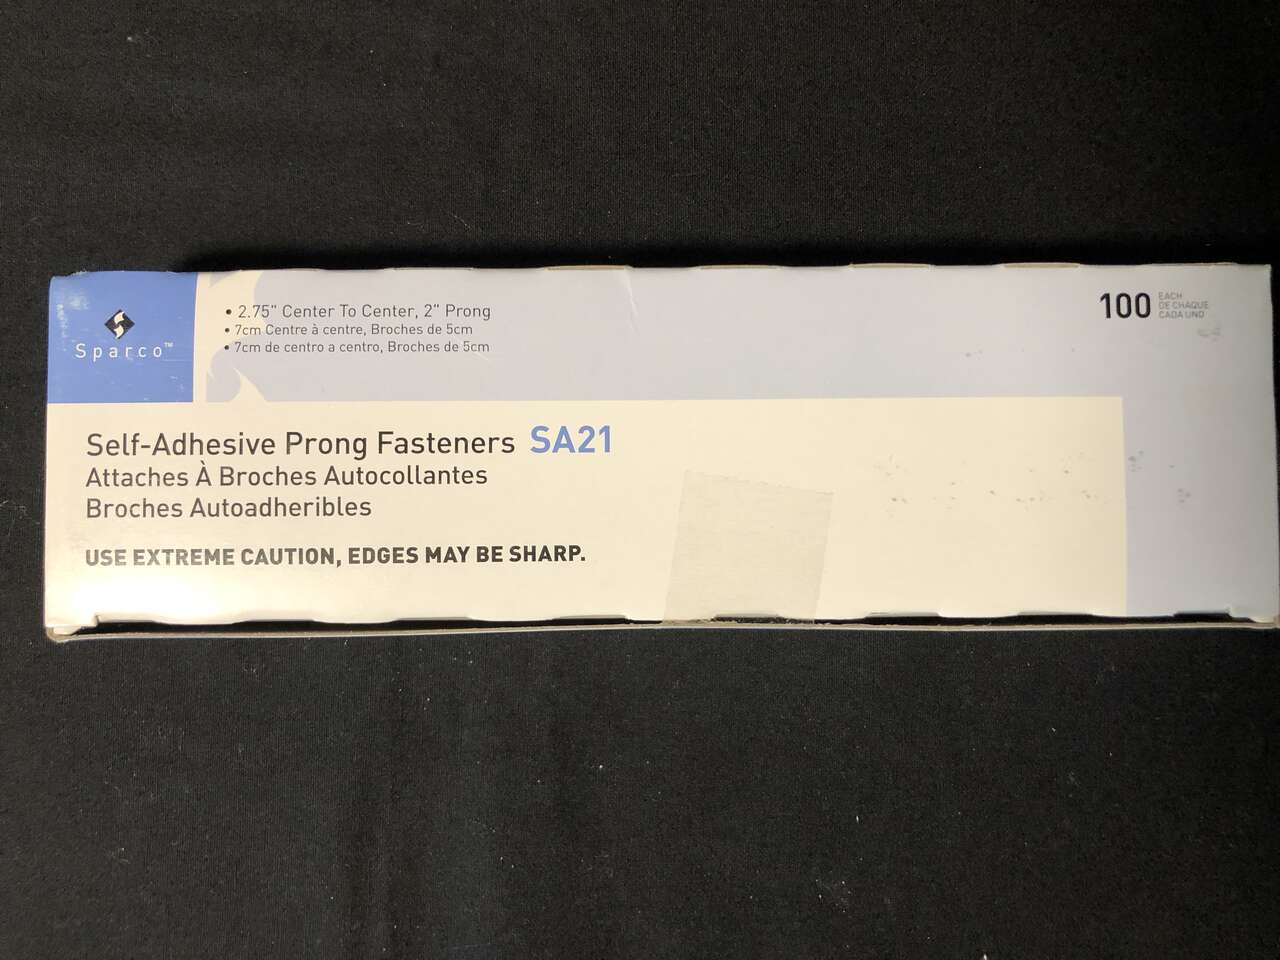 Sparco™
• 2.75" Center To Center, 2" Prong
• 7cm Centre à centre, Broches de 5cm
• 7cm de centro a centro, Broches de 5cm
100 EACH
DE CHAQUE
CADA UNO
Self-Adhesive Prong Fasteners SA21
Attaches À Broches Autocollantes
Broches Autoadheribles
USE EXTREME CAUTION, EDGES MAY BE SHARP.